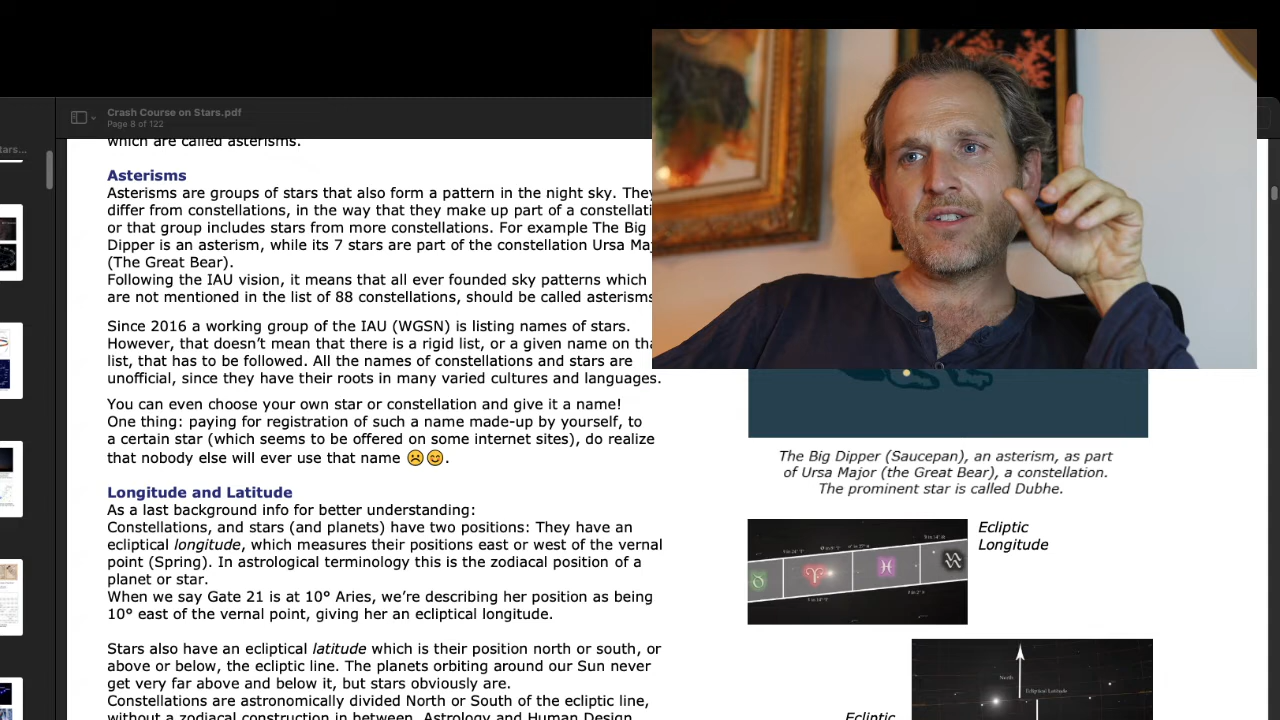 Crash Course on Stars.pdf
Page 8 of 122
tars...
which are called asterisms.
Asterisms
Asterisms are groups of stars that also form a pattern in the night sky. They
differ from constellations, in the way that they make up part of a constellati
or that group includes stars from more constellations. For example The Big
Dipper is an asterism, while its 7 stars are part of the constellation Ursa Ma
(The Great Bear).
Following the IAU vision, it means that all ever founded sky patterns which
are not mentioned in the list of 88 constellations, should be called asterisms
Since 2016 a working group of the IAU (WGSN) is listing names of stars.
However, that doesn't mean that there is a rigid list, or a given name on tha
list, that has to be followed. All the names of constellations and stars are
unofficial, since they have their roots in many varied cultures and languages.
You can even choose your own star or constellation and give it a name!
One thing: paying for registration of such a name made-up by yourself, to
a certain star (which seems to be offered on some internet sites), do realize
that nobody else will ever use that name ☹️😊.
Longitude and Latitude
As a last background info for better understanding:
Constellations, and stars (and planets) have two positions: They have an
ecliptical longitude, which measures their positions east or west of the vernal
point (Spring). In astrological terminology this is the zodiacal position of a
planet or star.
When we say Gate 21 is at 10° Aries, we're describing her position as being
10° east of the vernal point, giving her an ecliptical longitude.
Stars also have an ecliptical latitude which is their position north or south, or
above or below, the ecliptic line. The planets orbiting around our Sun never
get very far above and below it, but stars obviously are.
Constellations are astronomically divided North or South of the ecliptic line,
without a zodiacal construction in between. Astrology and Human Design
The Big Dipper (Saucepan), an asterism, as part
of Ursa Major (the Great Bear), a constellation.
The prominent star is called Dubhe.
Ecliptic
Longitude
North
Ecliptical Latitude
Ecliptic